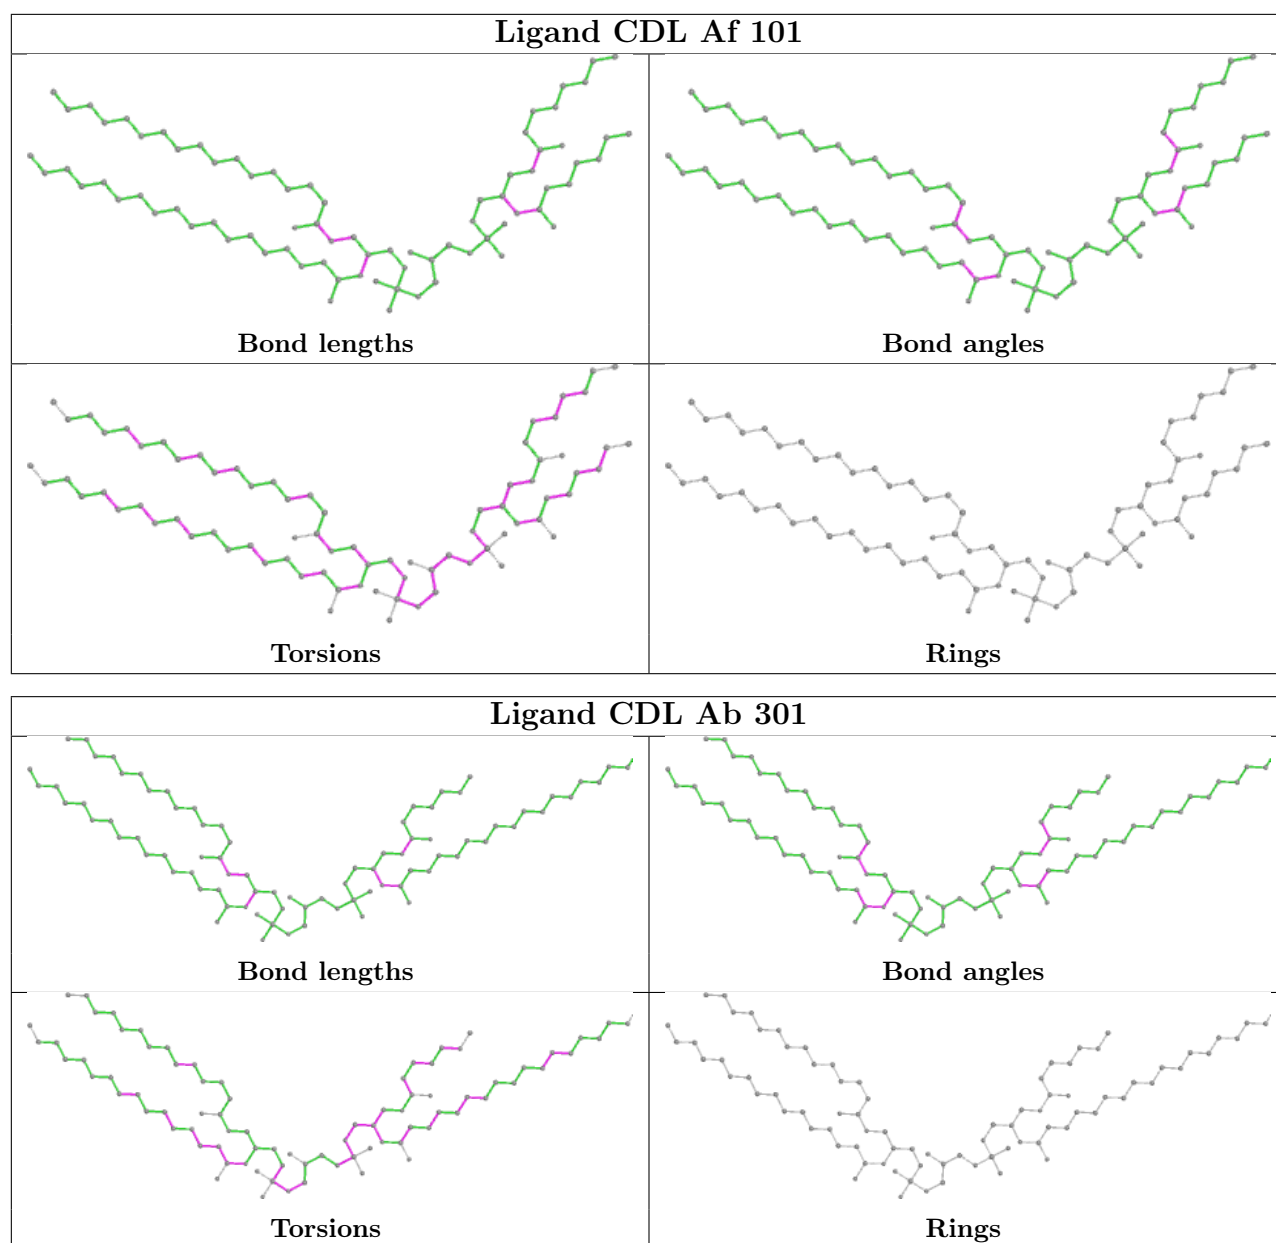 Ligand CDL Af 101
Bond lengths
Bond angles
Torsions
Rings
Ligand CDL Ab 301
Bond lengths
Bond angles
Torsions
Rings